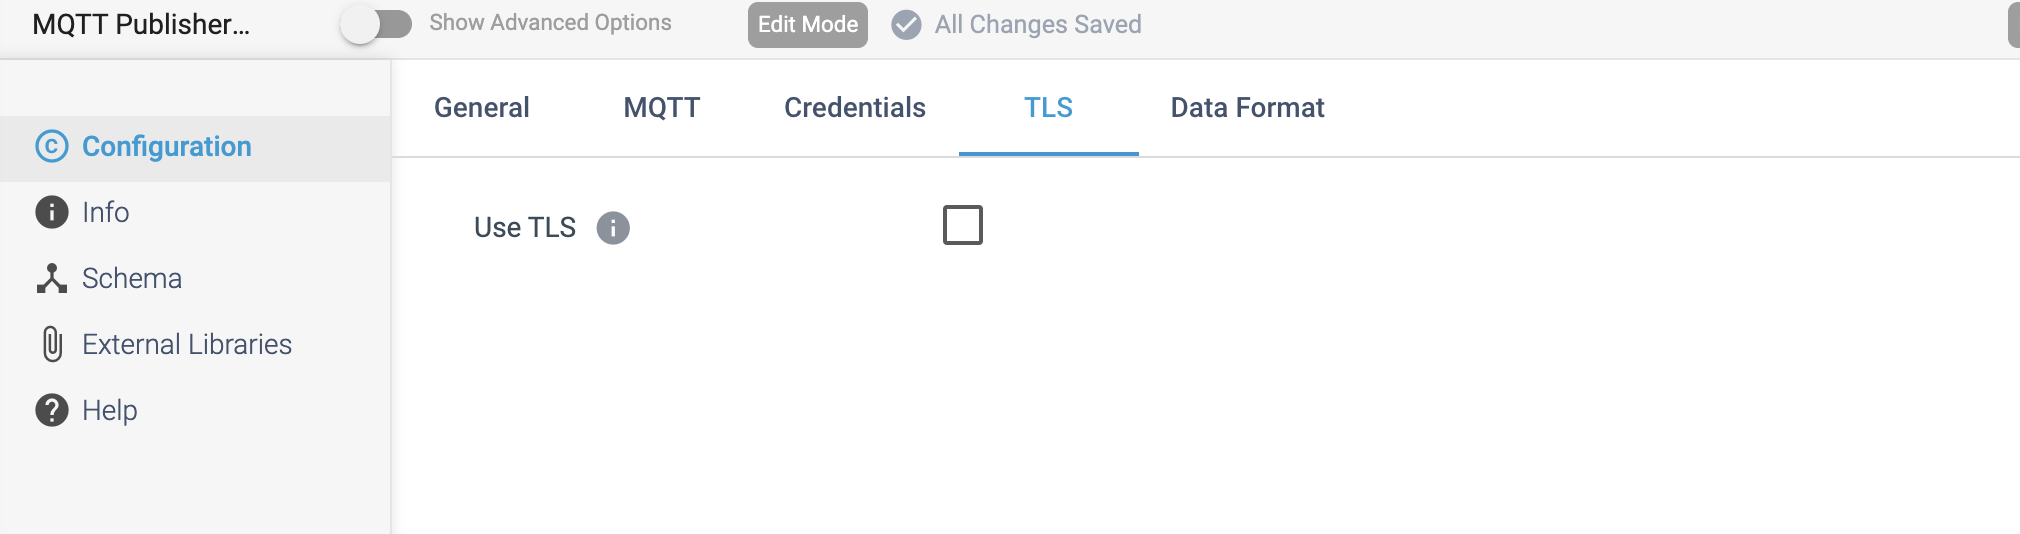 MQTT Publisher...
Show Advanced Options
Edit Mode
All Changes Saved
Configuration
Info
Schema
External Libraries
Help
General
MQTT
Credentials
TLS
Data Format
Use TLS